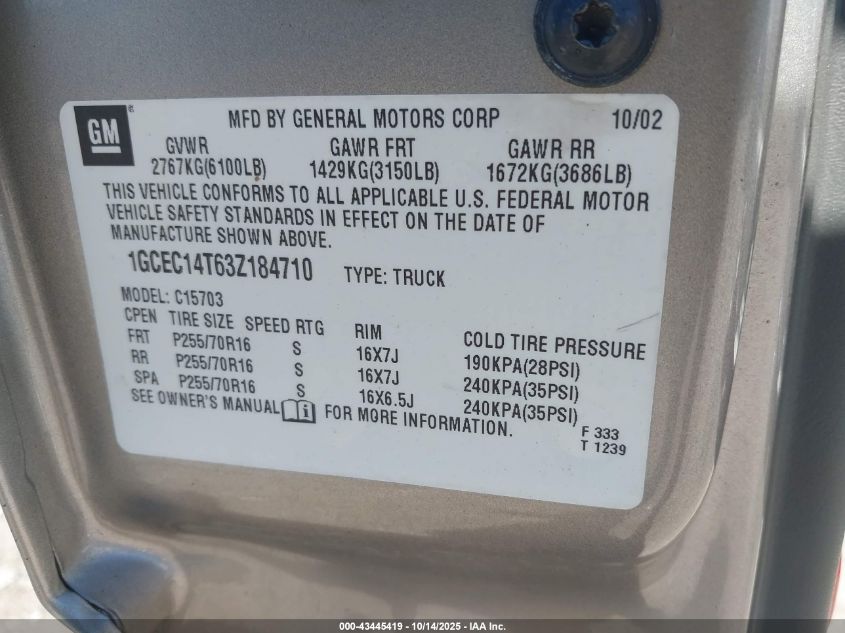 GM
MFD BY GENERAL MOTORS CORP 10/02
GVWR GAWR FRT GAWR RR
2767KG(6100LB) 1429KG(3150LB) 1672KG(3686LB)
THIS VEHICLE CONFORMS TO ALL APPLICABLE U.S. FEDERAL MOTOR
VEHICLE SAFETY STANDARDS IN EFFECT ON THE DATE OF
MANUFACTURE SHOWN ABOVE.
1GCEC14T63Z184710 TYPE: TRUCK
MODEL: C15703
CPEN TIRE SIZE SPEED RTG RIM COLD TIRE PRESSURE
FRT P255/70R16 S 16X7J 190KPA(28PSI)
RR P255/70R16 S 16X7J 240KPA(35PSI)
SPA P255/70R16 S 16X6.5J 240KPA(35PSI)
SEE OWNER'S MANUAL i FOR MORE INFORMATION.
F 333
T 1239
000-43445419 | 10/14/2025 - IAA Inc.